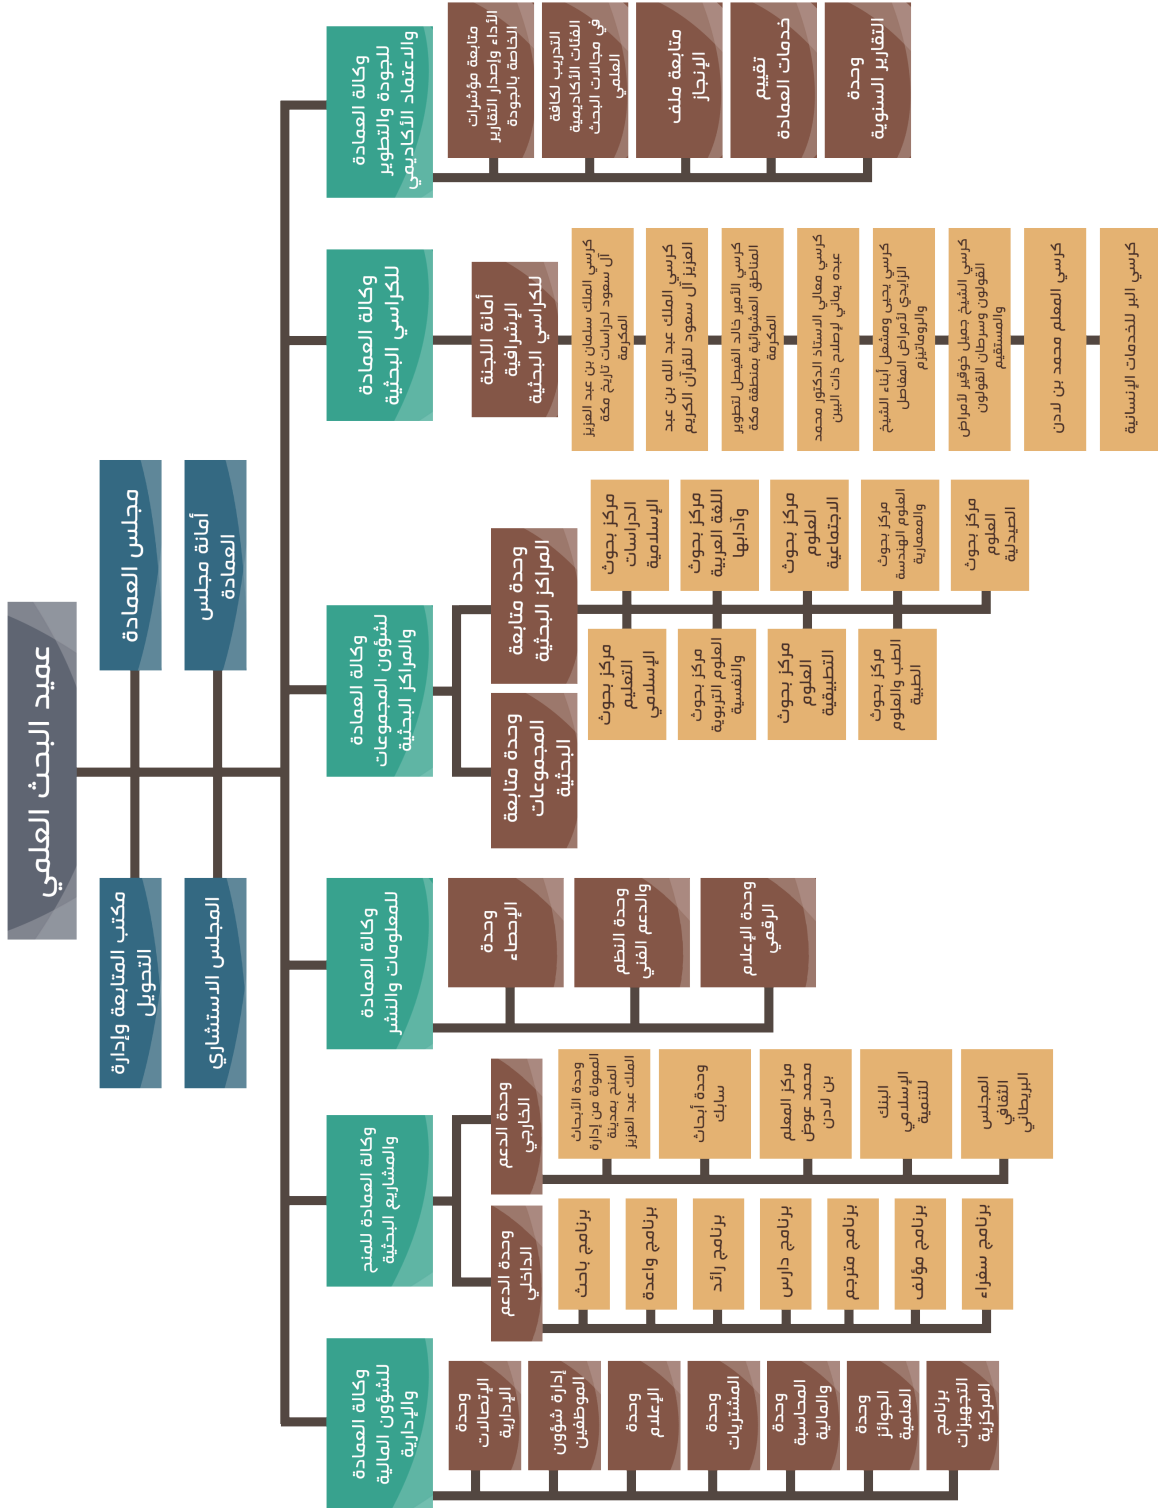 عميد البحث العلمي
مجلس العمادة
أمانة مجلس
العمادة
مكتب المتابعة وإدارة
التحويل
المجلس الاستشاري
وكالة العمادة
للجودة والتطوير
والاعتماد الأكاديمي
متابعة مؤشرات
الأداء وإصدار التقارير
الخاصة بالجودة
التدريب لكافة
الفئات الأكاديمية
في مجالات البحث
العلمي
متابعة ملف
الإنجاز
تقييم
خدمات العمادة
وحدة
التقارير السنوية
وكالة العمادة
للكراسي البحثية
أمانة اللجنة
الإشرافية
للكراسي البحثية
كرسي الملك سلمان بن عبد العزيز
آل سعود لدراسات تاريخ مكة
المكرمة
كرسي الملك عبد الله بن عبد
العزيز آل سعود للقرآن الكريم
كرسي الأمير خالد الفيصل لتطوير
المناطق العشوائية بمنطقة مكة
المكرمة
كرسي معالي الاستاذ الدكتور محمد
عبده يماني لإصلاح ذات البين
كرسي يحيى ومشعل أبناء الشيخ
الزايدي لأمراض المفاصل
والروماتيزم
كرسي الشيخ جميل خوقير لأمراض
القولون وسرطان القولون
والمستقيم
كرسي المعلم محمد بن لادن
كرسي البر للخدمات الإنسانية
وكالة العمادة
لشؤون المجموعات
والمراكز البحثية
وحدة متابعة
المراكز البحثية
وحدة متابعة
المجموعات
البحثية
مركز بحوث
الدراسات
الإسلامية
مركز بحوث
اللغة العربية
وآدابها
مركز بحوث
العلوم
الاجتماعية
مركز بحوث
العلوم الهندسة
والمعمارية
مركز بحوث
العلوم
الصيدلية
مركز بحوث
التعليم
الإسلامي
مركز بحوث
العلوم التربوية
والنفسية
مركز بحوث
العلوم
التطبيقية
مركز بحوث
الطب والعلوم
الطبية
وكالة العمادة
للمعلومات والنشر
وحدة
الإحصاء
وحدة النظم
والدعم الفني
وحدة الإعلام
الرقمي
وكالة العمادة للمنح
والمشاريع البحثية
وحدة الدعم
الخارجي
وحدة الأبحاث
الممولة من إدارة
المنح بمدينة
الملك عبد العزيز
وحدة أبحاث
سابك
مركز المعلم
محمد عوض
بن لادن
البنك
الإسلامي
للتنمية
المجلس
الثقافي
البريطاني
وحدة الدعم
الداخلي
برنامج باحث
برنامج واعدة
برنامج رائد
برنامج دارس
برنامج مترجم
برنامج مؤلف
برنامج سفراء
وكالة العمادة
للشؤون المالية
والإدارية
وحدة
الإتصالات
الإدارية
إدارة شؤون
الموظفين
وحدة
الإعلام
وحدة
المشتريات
وحدة
المحاسبة
والمالية
وحدة
الجوائز
العلمية
برنامج
التجهيزات
المركزية